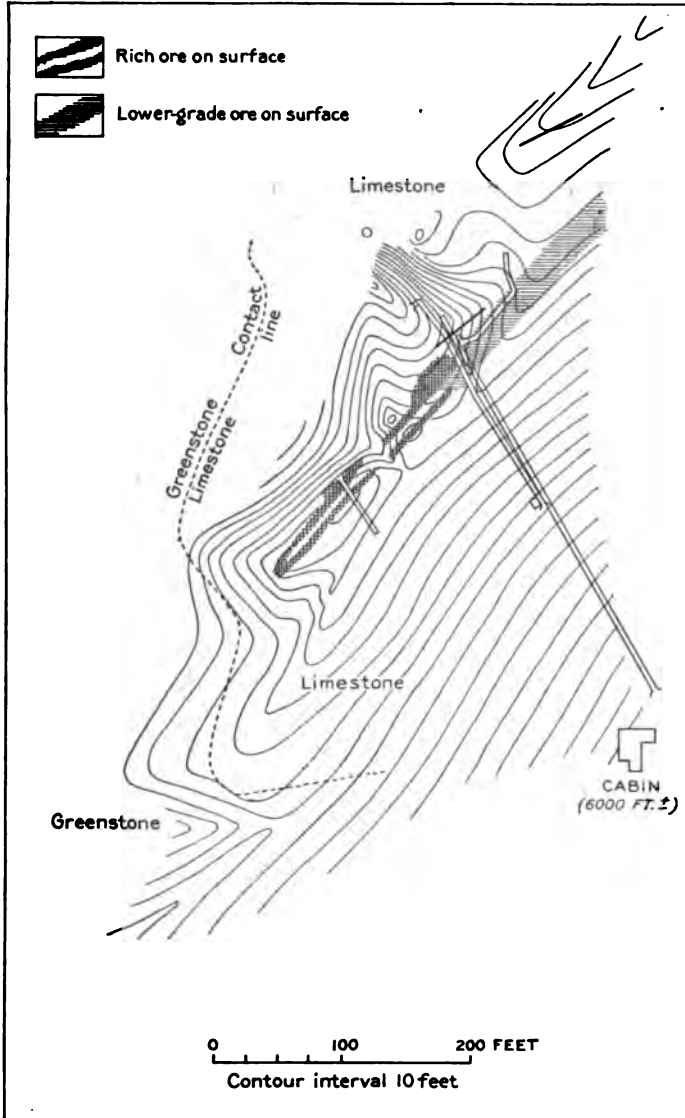 Rich ore on surface
Lower-grade ore on surface
Limestone
Contact
line
Greenstone
Limestone
Limestone
CABIN
(6000 FT.±)
Greenstone
0 100 200 FEET
Contour interval 10 feet